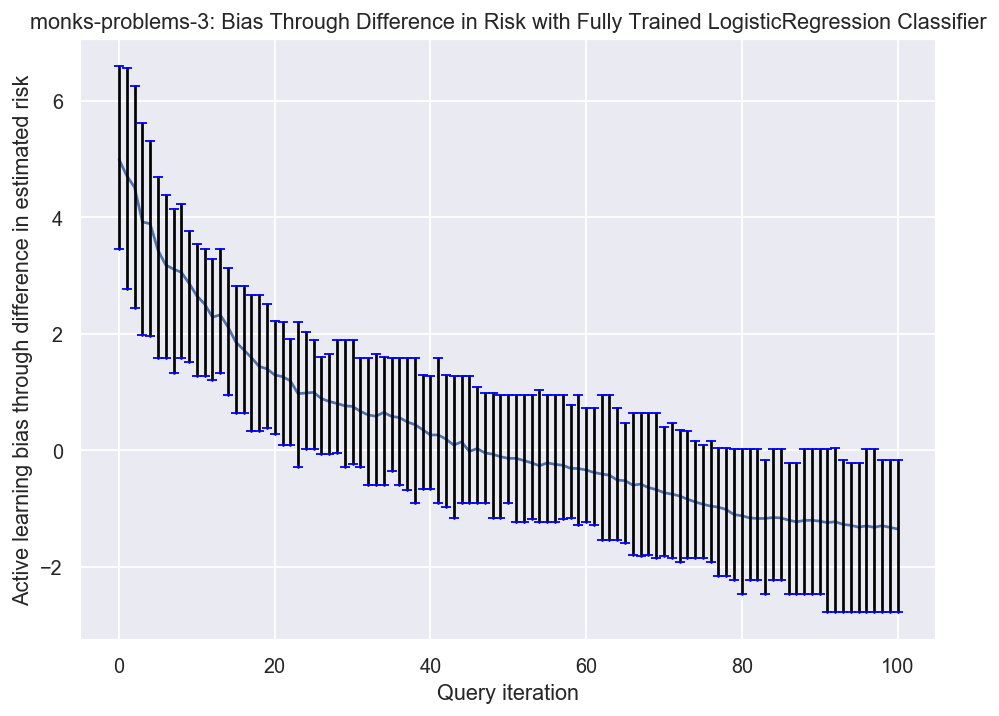 monks-problems-3: Bias Through Difference in Risk with Fully Trained LogisticRegression Classifier
Active learning bias through difference in estimated risk
6
4
2
0
−2
0 20 40 60 80 100
Query iteration